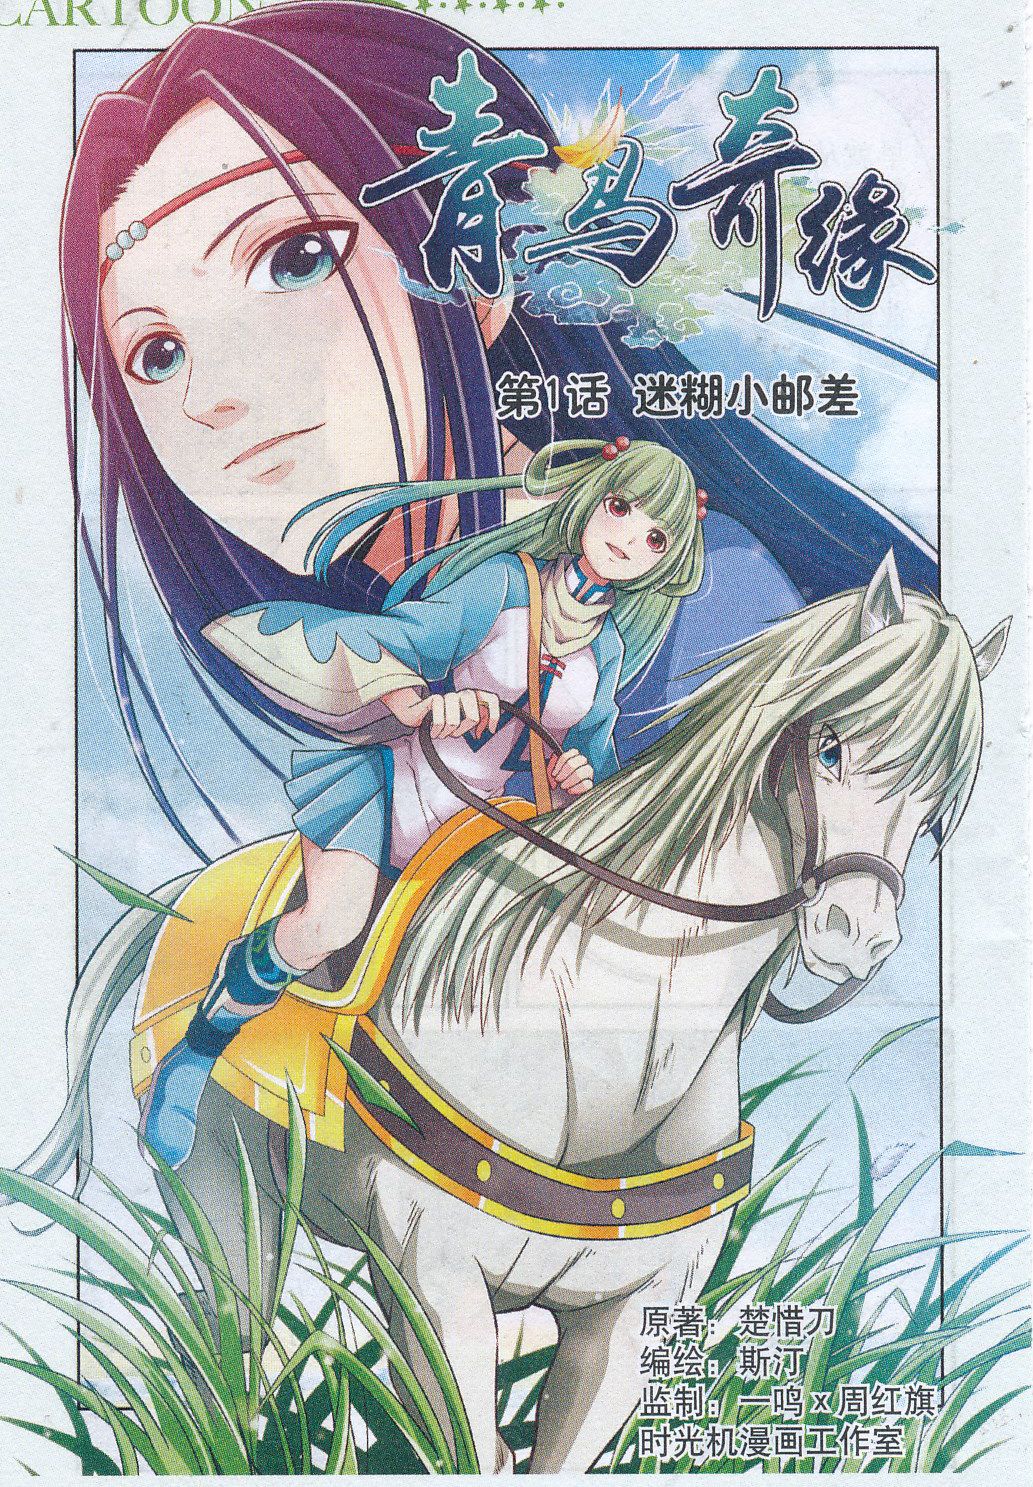 CARTOON
青鸟奇缘
第1话 迷糊小邮差
原著：楚惜刀
编绘：斯汀
监制：一鸣x周红旗
时光机漫画工作室